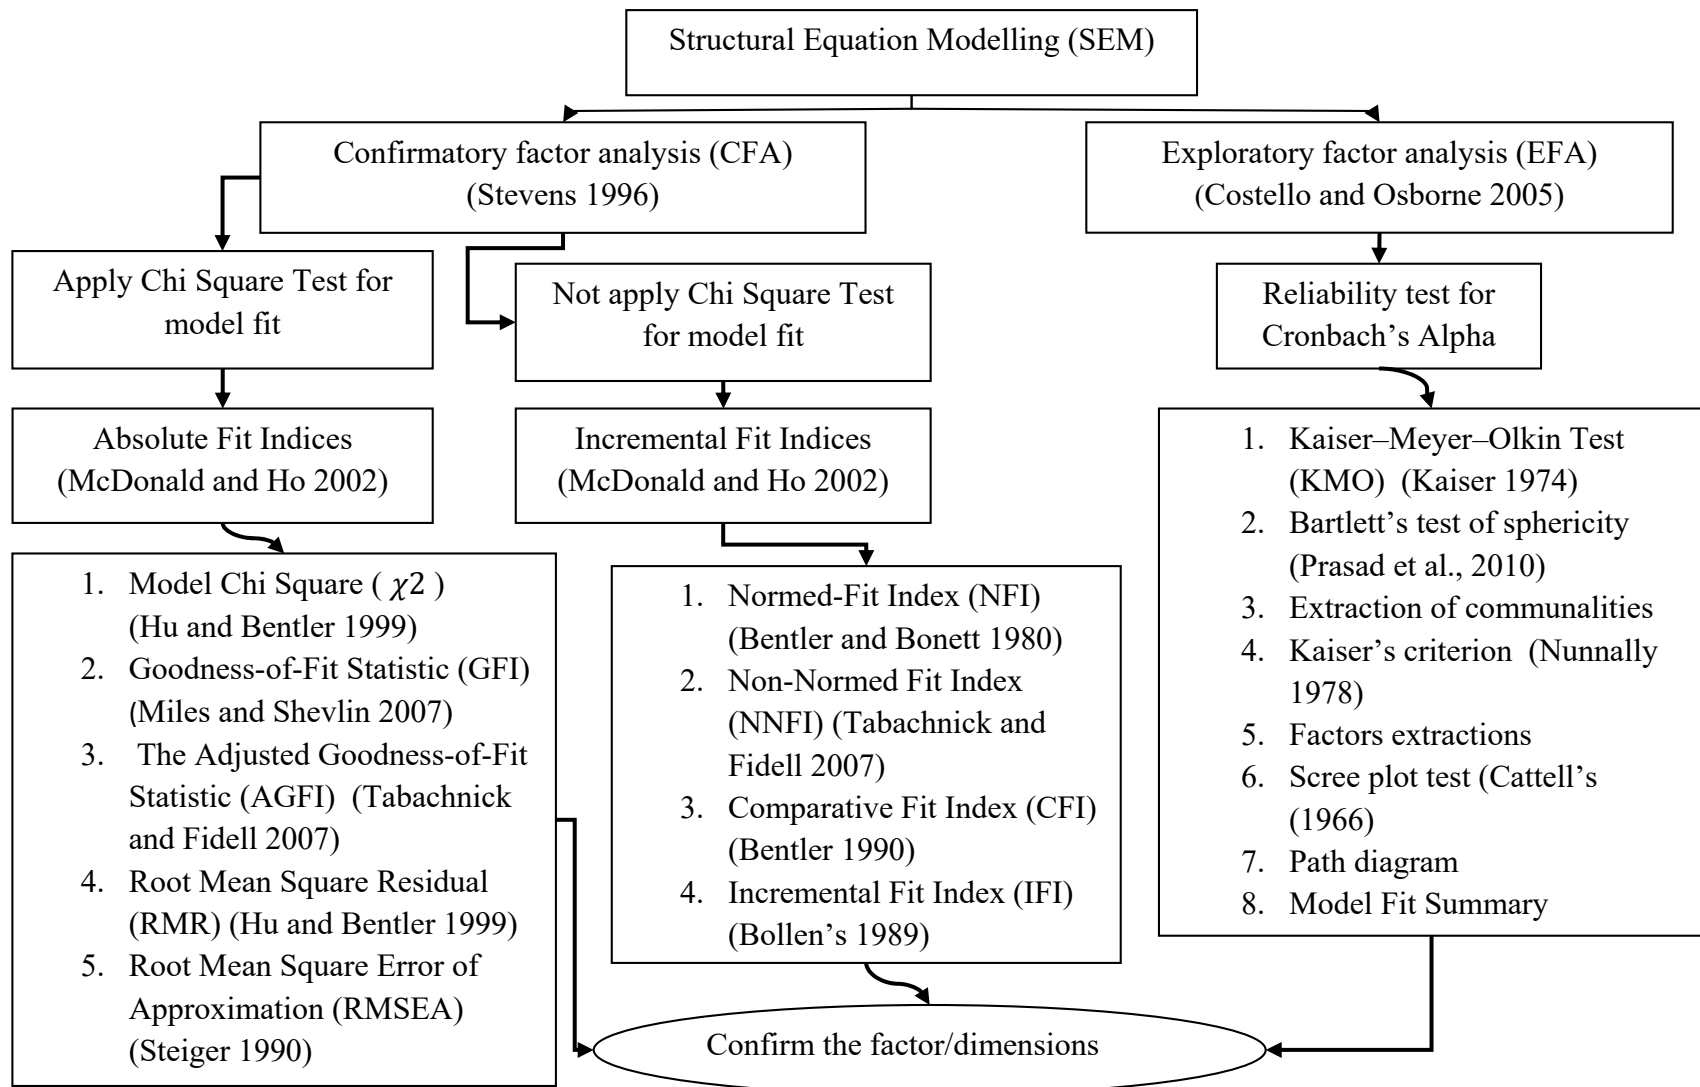 Structural Equation Modelling (SEM)
Confirmatory factor analysis (CFA)
(Stevens 1996)
Exploratory factor analysis (EFA)
(Costello and Osborne 2005)
Apply Chi Square Test for
model fit
Not apply Chi Square Test
for model fit
Reliability test for
Cronbach’s Alpha
Absolute Fit Indices
(McDonald and Ho 2002)
Incremental Fit Indices
(McDonald and Ho 2002)
1. Model Chi Square ( χ2 )
(Hu and Bentler 1999)
2. Goodness-of-Fit Statistic (GFI)
(Miles and Shevlin 2007)
3. The Adjusted Goodness-of-Fit
Statistic (AGFI) (Tabachnick
and Fidell 2007)
4. Root Mean Square Residual
(RMR) (Hu and Bentler 1999)
5. Root Mean Square Error of
Approximation (RMSEA)
(Steiger 1990)
1. Normed-Fit Index (NFI)
(Bentler and Bonett 1980)
2. Non-Normed Fit Index
(NNFI) (Tabachnick and
Fidell 2007)
3. Comparative Fit Index (CFI)
(Bentler 1990)
4. Incremental Fit Index (IFI)
(Bollen’s 1989)
1. Kaiser–Meyer–Olkin Test
(KMO) (Kaiser 1974)
2. Bartlett’s test of sphericity
(Prasad et al., 2010)
3. Extraction of communalities
4. Kaiser’s criterion (Nunnally
1978)
5. Factors extractions
6. Scree plot test (Cattell’s
(1966)
7. Path diagram
8. Model Fit Summary
Confirm the factor/dimensions